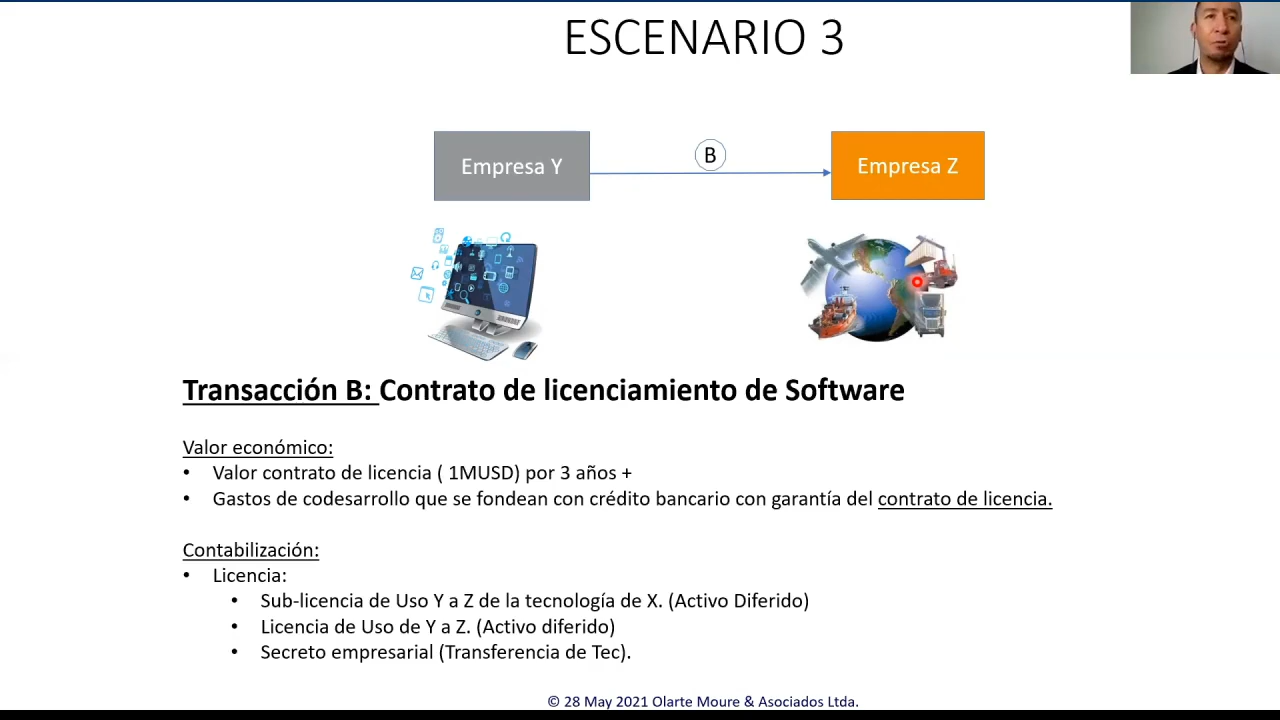 ESCENARIO 3
Empresa Y
B
Empresa Z
Transacción B: Contrato de licenciamiento de Software
Valor económico:
• Valor contrato de licencia ( 1MUSD) por 3 años +
• Gastos de codesarrollo que se fondean con crédito bancario con garantía del contrato de licencia.
Contabilización:
• Licencia:
• Sub-licencia de Uso Y a Z de la tecnología de X. (Activo Diferido)
• Licencia de Uso de Y a Z. (Activo diferido)
• Secreto empresarial (Transferencia de Tec).
© 28 May 2021 Olarte Moure & Asociados Ltda.